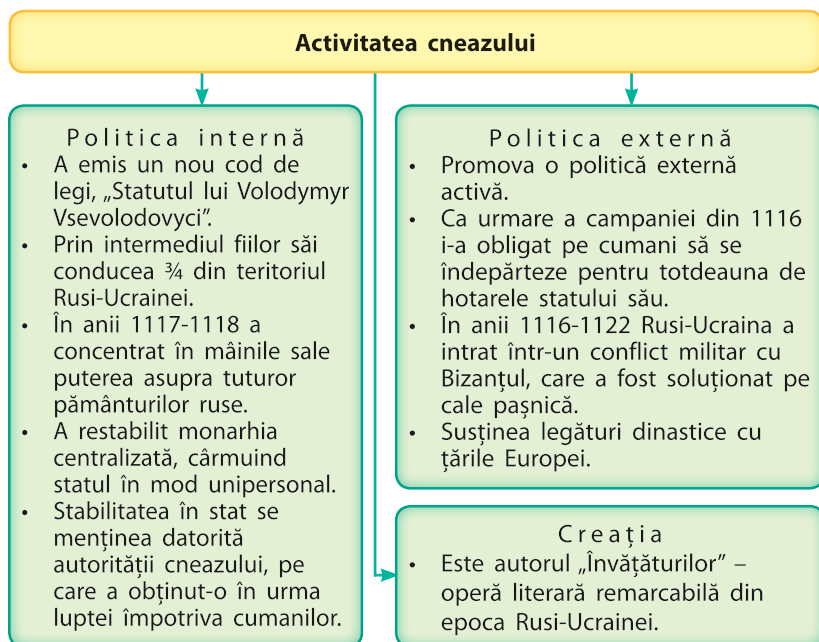 Activitatea cneazului
Politica internă
• A emis un nou cod de
legi, „Statutul lui Volodymyr
Vsevolodovyci”.
• Prin intermediul fiilor săi
conducea ¾ din teritoriul
Rusi-Ucrainei.
• În anii 1117-1118 a
concentrat în mâinile sale
puterea asupra tuturor
pământurilor ruse.
• A restabilit monarhia
centralizată, cârmuind
statul în mod unipersonal.
• Stabilitatea în stat se
menținea datorită
autorității cneazului, pe
care a obținut-o în urma
luptei împotriva cumanilor.
Politica externă
• Promova o politică externă
activă.
• Ca urmare a campaniei din 1116
i-a obligat pe cumani să se
îndepărteze pentru totdeauna de
hotarele statului său.
• În anii 1116-1122 Rusi-Ucraina a
intrat într-un conflict militar cu
Bizanțul, care a fost soluționat pe
cale pașnică.
• Susținea legături dinastice cu
țările Europei.
Creația
• Este autorul „Învățăturilor” –
operă literară remarcabilă din
epoca Rusi-Ucrainei.